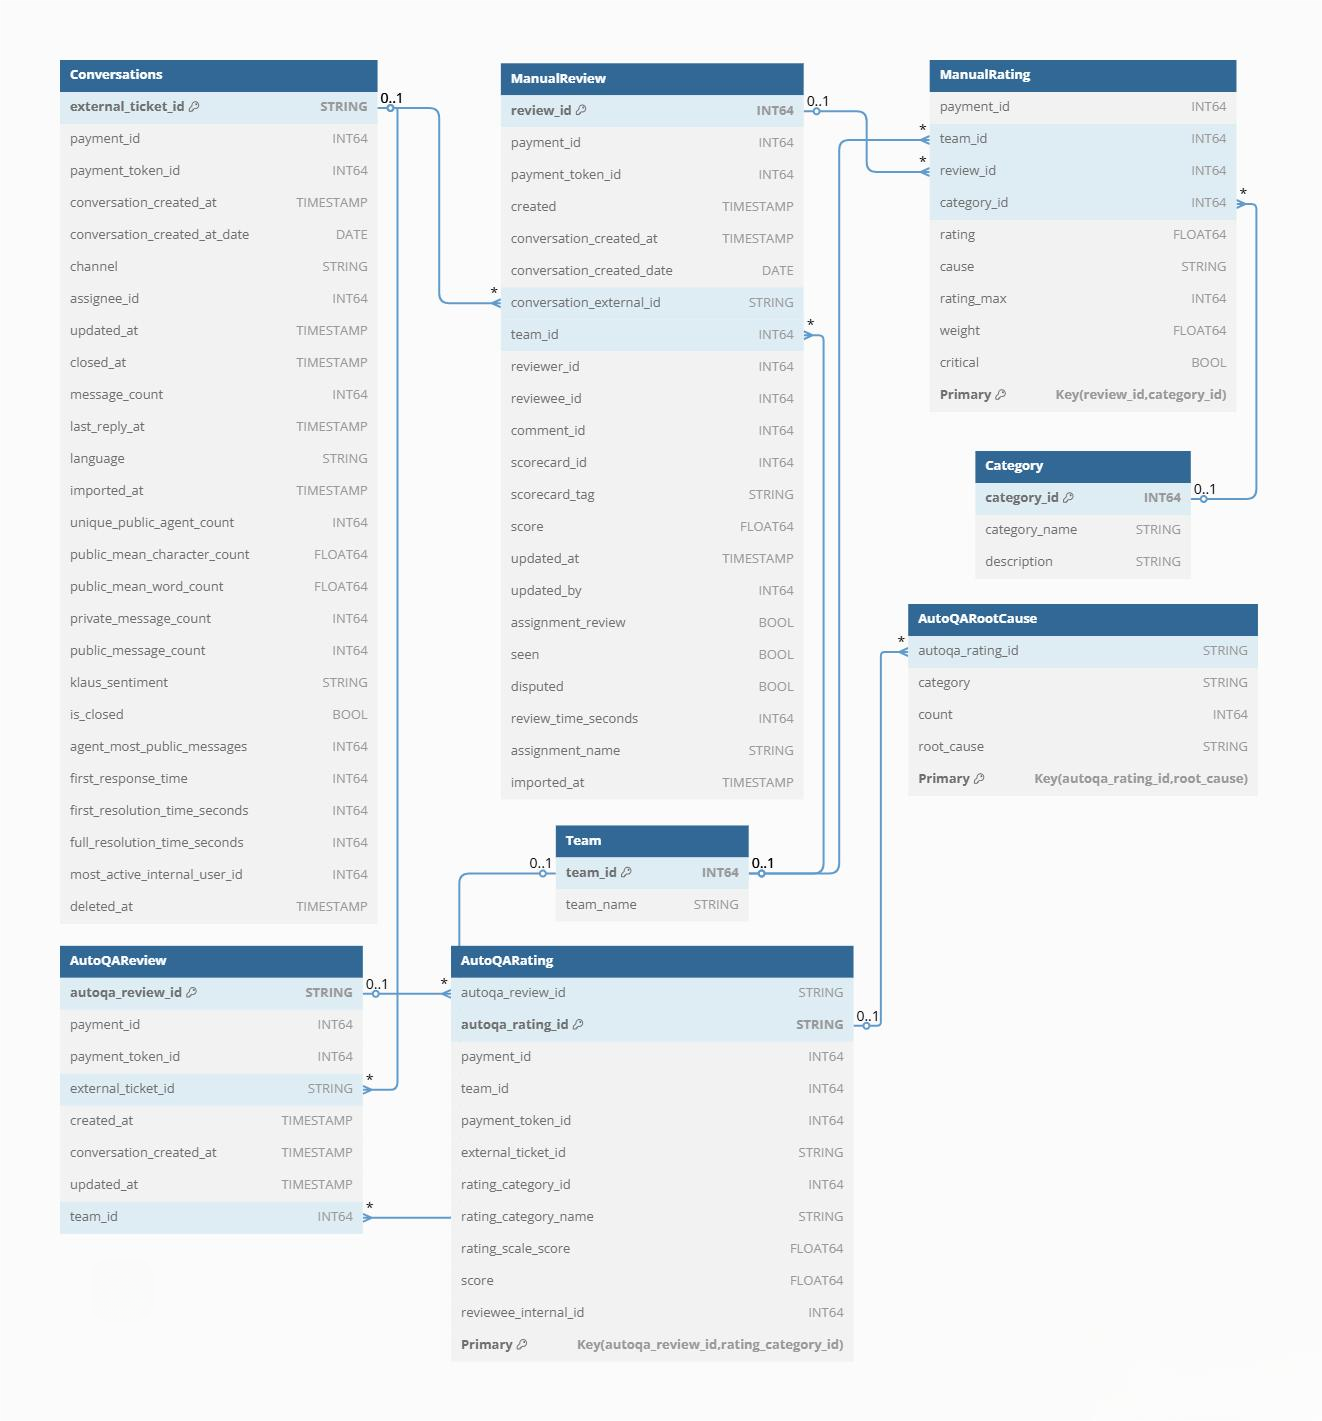 Conversations
external_ticket_id STRING
payment_id INT64
payment_token_id INT64
conversation_created_at TIMESTAMP
conversation_created_at_date DATE
channel STRING
assignee_id INT64
updated_at TIMESTAMP
closed_at TIMESTAMP
message_count INT64
last_reply_at TIMESTAMP
language STRING
imported_at TIMESTAMP
unique_public_agent_count INT64
public_mean_character_count FLOAT64
public_mean_word_count FLOAT64
private_message_count INT64
public_message_count INT64
klaus_sentiment STRING
is_closed BOOL
agent_most_public_messages INT64
first_response_time INT64
first_resolution_time_seconds INT64
full_resolution_time_seconds INT64
most_active_internal_user_id INT64
deleted_at TIMESTAMP
0..1
*
ManualReview
review_id INT64
payment_id INT64
payment_token_id INT64
created TIMESTAMP
conversation_created_at TIMESTAMP
conversation_created_date DATE
conversation_external_id STRING
team_id INT64
reviewer_id INT64
reviewee_id INT64
comment_id INT64
scorecard_id INT64
scorecard_tag STRING
score FLOAT64
updated_at TIMESTAMP
updated_by INT64
assignment_review BOOL
seen BOOL
disputed BOOL
review_time_seconds INT64
assignment_name STRING
imported_at TIMESTAMP
0..1
*
*
*
ManualRating
payment_id INT64
team_id INT64
review_id INT64
category_id INT64
rating FLOAT64
cause STRING
rating_max INT64
weight FLOAT64
critical BOOL
Primary Key(review_id,category_id)
*
Category
category_id INT64
category_name STRING
description STRING
0..1
AutoQARootCause
autoqa_rating_id STRING
category STRING
count INT64
root_cause STRING
Primary Key(autoqa_rating_id,root_cause)
*
Team
team_id INT64
team_name STRING
0..1
0..1
AutoQAReview
autoqa_review_id STRING
payment_id INT64
payment_token_id INT64
external_ticket_id STRING
created_at TIMESTAMP
conversation_created_at TIMESTAMP
updated_at TIMESTAMP
team_id INT64
0..1
*
*
*
AutoQARating
autoqa_review_id STRING
autoqa_rating_id STRING
payment_id INT64
team_id INT64
payment_token_id INT64
external_ticket_id STRING
rating_category_id INT64
rating_category_name STRING
rating_scale_score FLOAT64
score FLOAT64
reviewee_internal_id INT64
Primary Key(autoqa_review_id,rating_category_id)
0..1